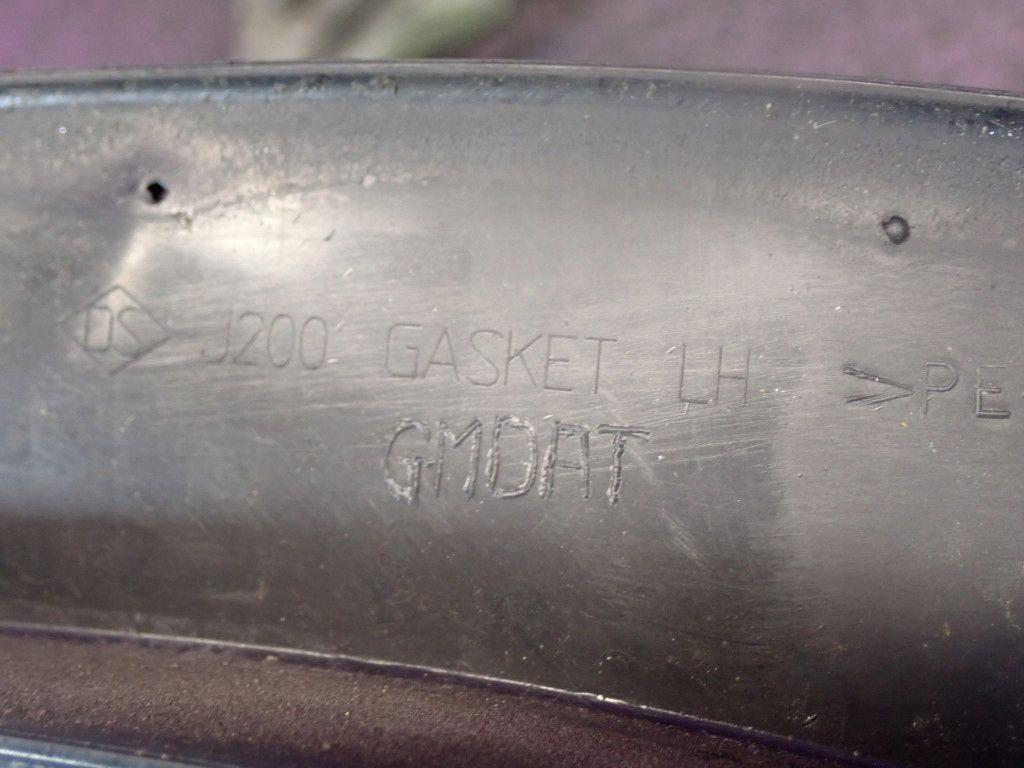 DS J200 GASKET LH >PE
GMDAT